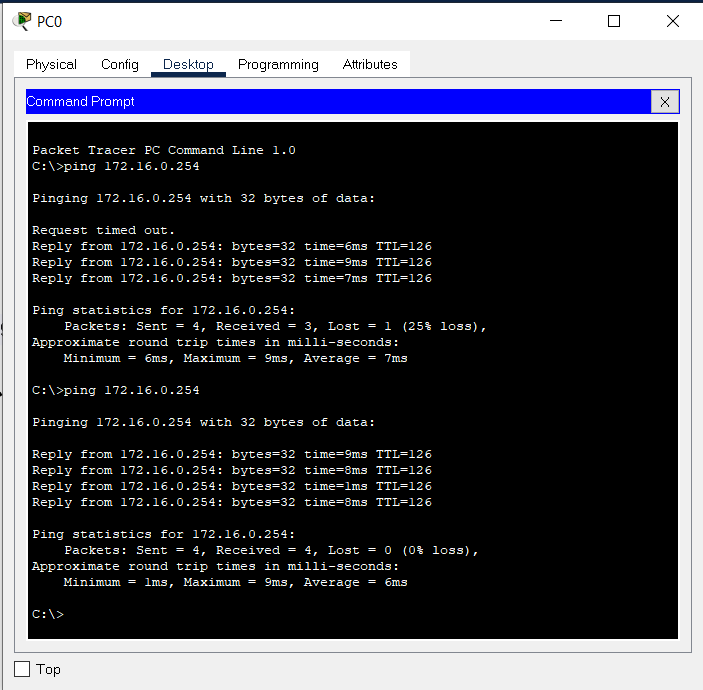 PC0
Physical Config Desktop Programming Attributes
Command Prompt
X
Packet Tracer PC Command Line 1.0
C:\>ping 172.16.0.254
Pinging 172.16.0.254 with 32 bytes of data:
Request timed out.
Reply from 172.16.0.254: bytes=32 time=6ms TTL=126
Reply from 172.16.0.254: bytes=32 time=9ms TTL=126
Reply from 172.16.0.254: bytes=32 time=7ms TTL=126
Ping statistics for 172.16.0.254:
Packets: Sent = 4, Received = 3, Lost = 1 (25% loss),
Approximate round trip times in milli-seconds:
Minimum = 6ms, Maximum = 9ms, Average = 7ms
C:\>ping 172.16.0.254
Pinging 172.16.0.254 with 32 bytes of data:
Reply from 172.16.0.254: bytes=32 time=9ms TTL=126
Reply from 172.16.0.254: bytes=32 time=8ms TTL=126
Reply from 172.16.0.254: bytes=32 time=1ms TTL=126
Reply from 172.16.0.254: bytes=32 time=8ms TTL=126
Ping statistics for 172.16.0.254:
Packets: Sent = 4, Received = 4, Lost = 0 (0% loss),
Approximate round trip times in milli-seconds:
Minimum = 1ms, Maximum = 9ms, Average = 6ms
C:\>
Top